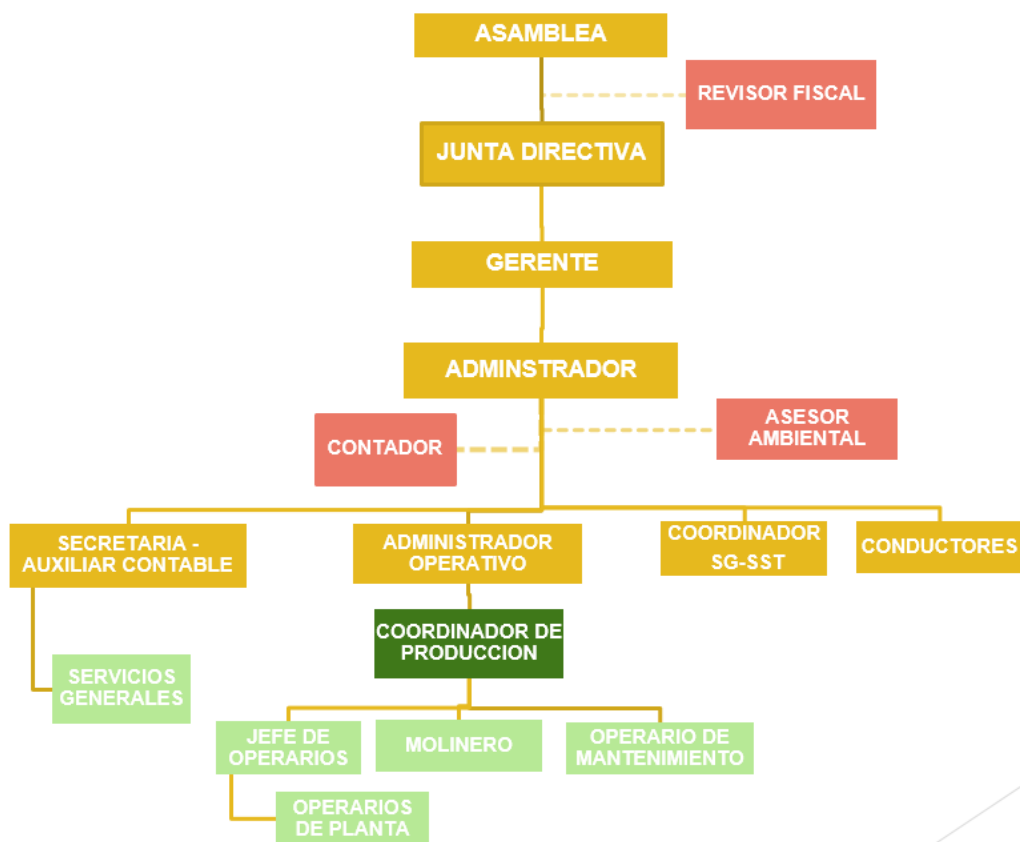 ASAMBLEA
REVISOR FISCAL
JUNTA DIRECTIVA
GERENTE
ADMINSTRADOR
CONTADOR
ASESOR
AMBIENTAL
SECRETARIA -
AUXILIAR CONTABLE
ADMINISTRADOR
OPERATIVO
COORDINADOR
SG-SST
CONDUCTORES
COORDINADOR DE
PRODUCCION
SERVICIOS
GENERALES
JEFE DE
OPERARIOS
MOLINERO
OPERARIO DE
MANTENIMIENTO
OPERARIOS
DE PLANTA